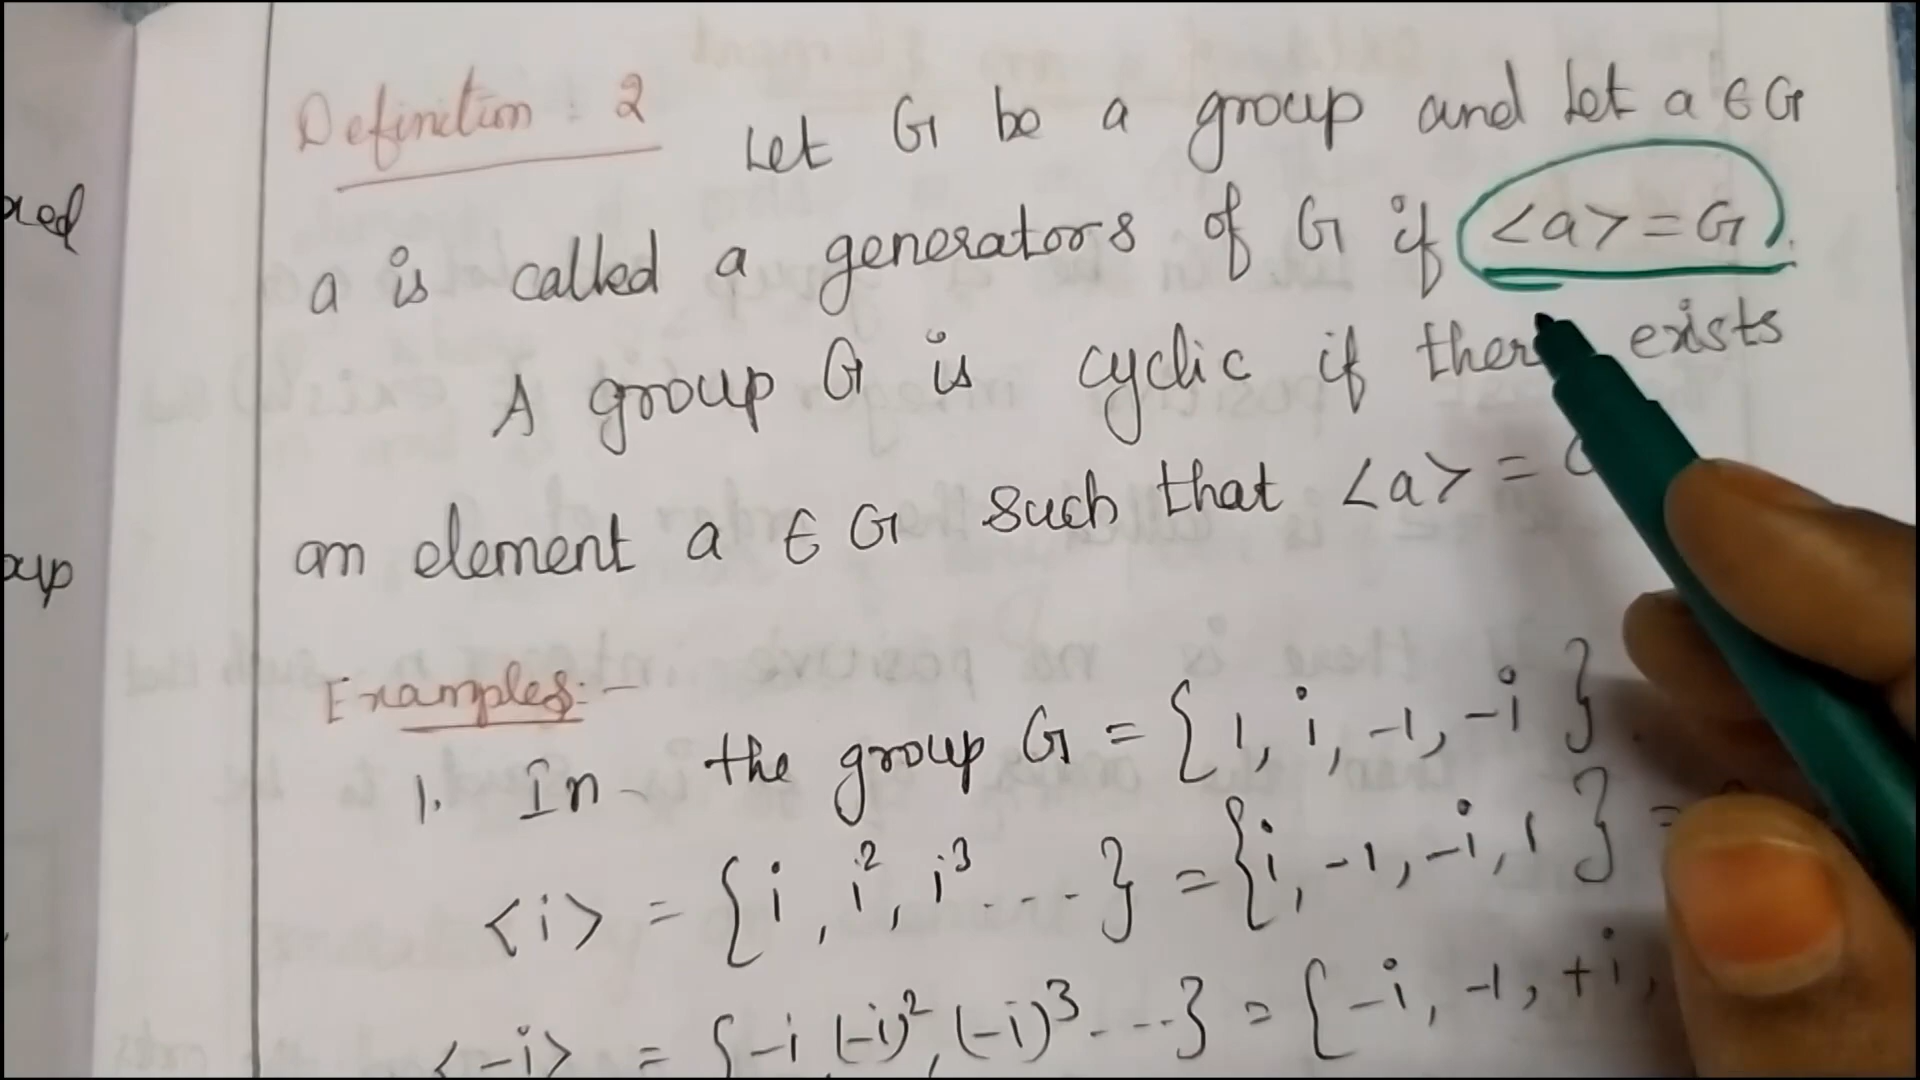 Definition : 2 Let G be a group and let a ∈ G
a is called a generators of G if <a> = G.
A group G is cyclic if there exists
an element a ∈ G such that <a> =
Examples:-
1. In the group G = { 1, i, -1, -i }.
<i> = { i, i², i³ .... } = { i, -1, -i, 1 } =
<-i> = { -i, (-i)², (-i)³ .... } = { -i, -1, +i,